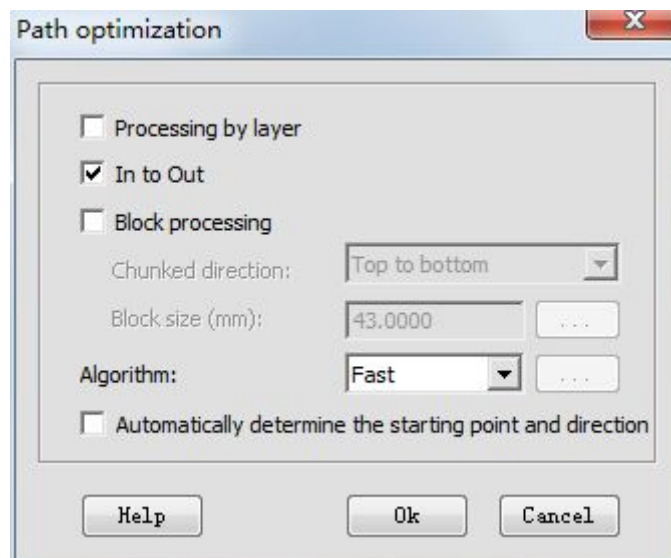 Path optimization
Processing by layer
In to Out
Block processing
Chunked direction: Top to bottom
Block size (mm): 43.0000 ...
Algorithm: Fast ...
Automatically determine the starting point and direction
Help Ok Cancel